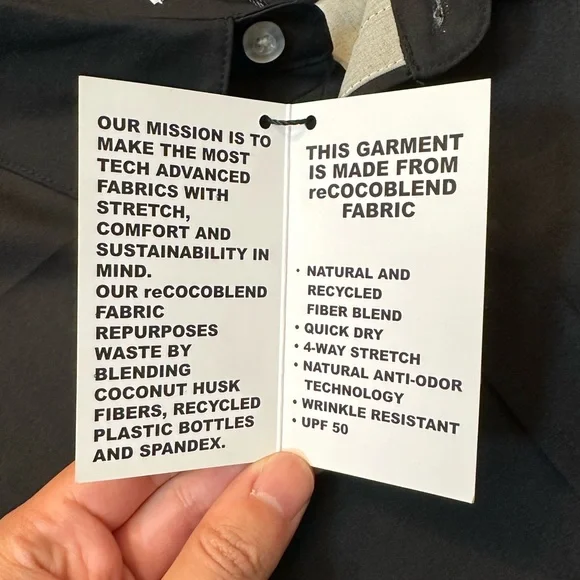 OUR MISSION IS TO
MAKE THE MOST
TECH ADVANCED
FABRICS WITH
STRETCH,
COMFORT AND
SUSTAINABILITY IN
MIND.
OUR reCOCOBLEND
FABRIC
REPURPOSES
WASTE BY
BLENDING
COCONUT HUSK
FIBERS, RECYCLED
PLASTIC BOTTLES
AND SPANDEX.
THIS GARMENT
IS MADE FROM
reCOCOBLEND
FABRIC
• NATURAL AND
RECYCLED
FIBER BLEND
• QUICK DRY
• 4-WAY STRETCH
• NATURAL ANTI-ODOR
TECHNOLOGY
• WRINKLE RESISTANT
• UPF 50